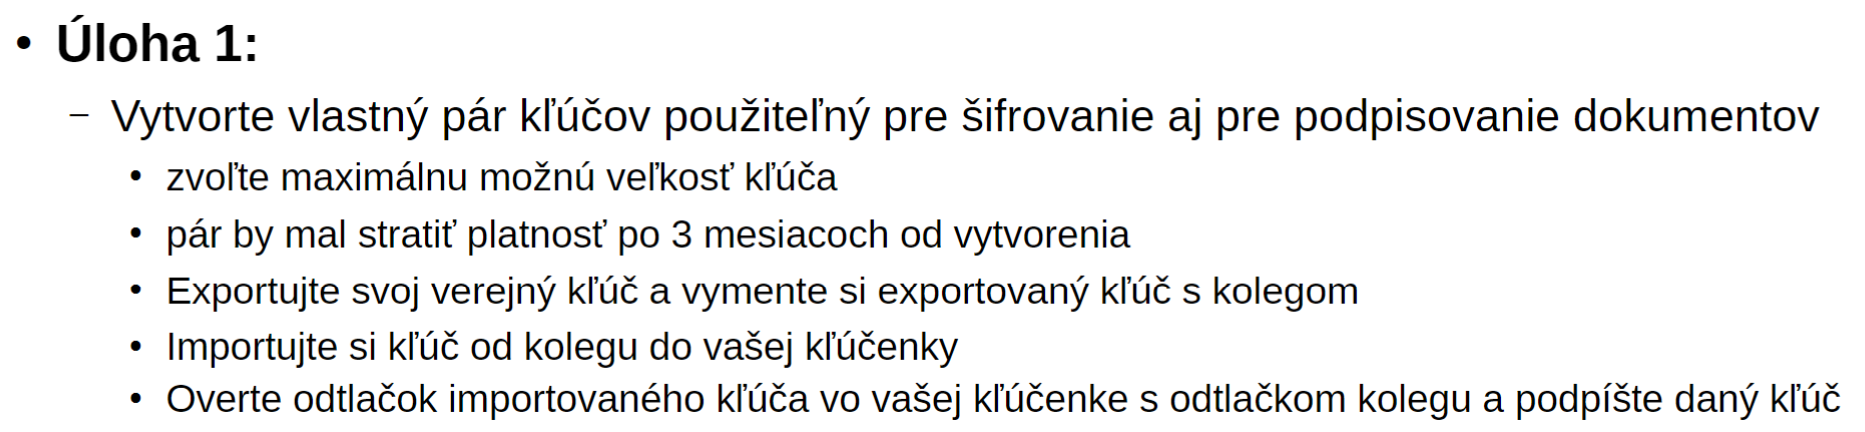 • Úloha 1:
– Vytvorte vlastný pár kľúčov použiteľný pre šifrovanie aj pre podpisovanie dokumentov
• zvoľte maximálnu možnú veľkosť kľúča
• pár by mal stratiť platnosť po 3 mesiacoch od vytvorenia
• Exportujte svoj verejný kľúč a vymente si exportovaný kľúč s kolegom
• Importujte si kľúč od kolegu do vašej kľúčenky
• Overte odtlačok importovaného kľúča vo vašej kľúčenke s odtlačkom kolegu a podpíšte daný kľúč